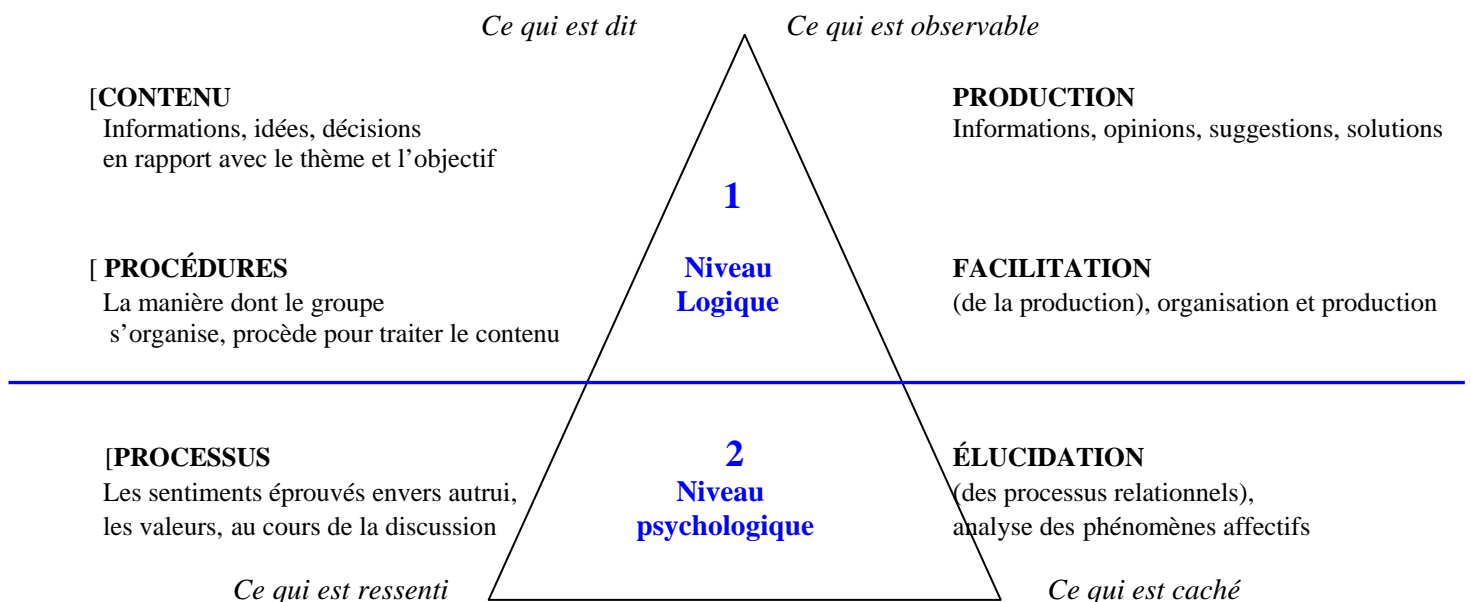 Ce qui est dit
Ce qui est observable
[CONTENU
Informations, idées, décisions
en rapport avec le thème et l’objectif
PRODUCTION
Informations, opinions, suggestions, solutions
1
Niveau
Logique
[ PROCÉDURES
La manière dont le groupe
s’organise, procède pour traiter le contenu
FACILITATION
(de la production), organisation et production
[PROCESSUS
Les sentiments éprouvés envers autrui,
les valeurs, au cours de la discussion
2
Niveau
psychologique
ÉLUCIDATION
(des processus relationnels),
analyse des phénomènes affectifs
Ce qui est ressenti
Ce qui est caché